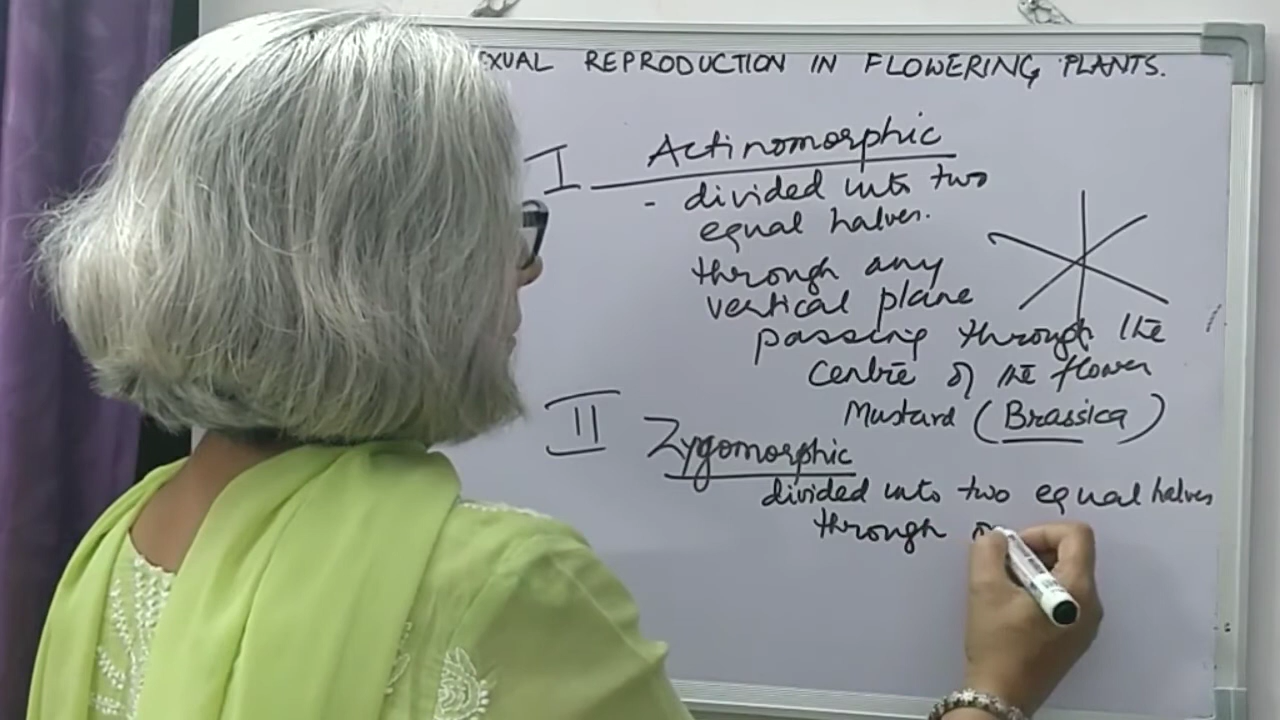 EXUAL REPRODUCTION IN FLOWERING PLANTS.
I Actinomorphic
- divided into two
equal halves.
through any
vertical plane
passing through the
centre of the flower
Mustard (Brassica)
II Zygomorphic
divided into two equal halves
through